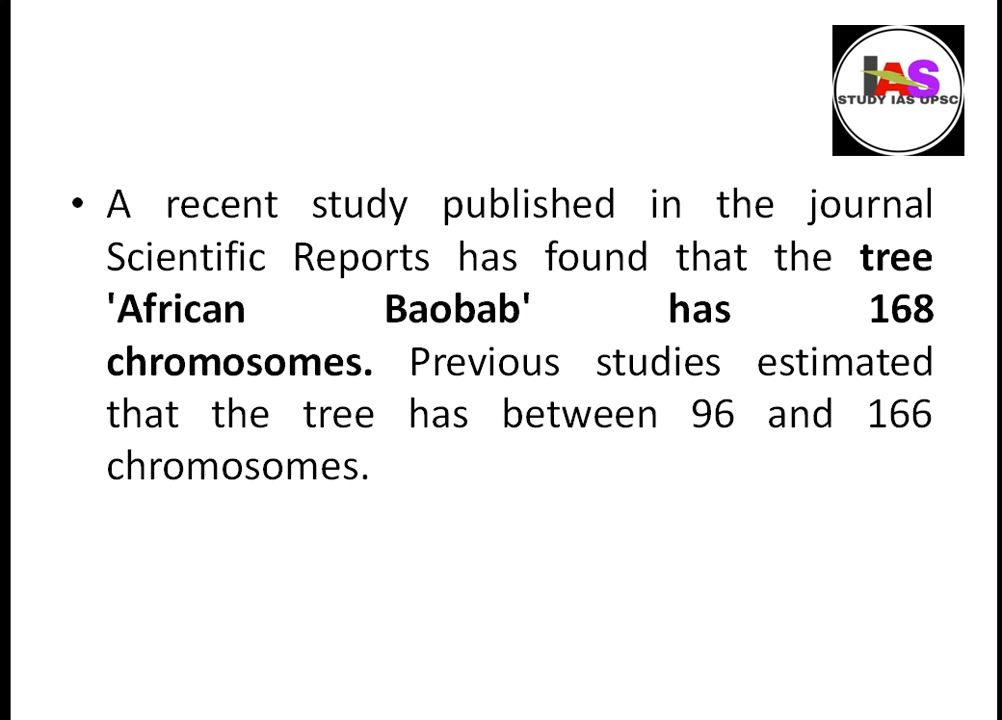 IAS
STUDY IAS UPSC
• A recent study published in the journal
Scientific Reports has found that the tree
'African Baobab' has 168
chromosomes. Previous studies estimated
that the tree has between 96 and 166
chromosomes.